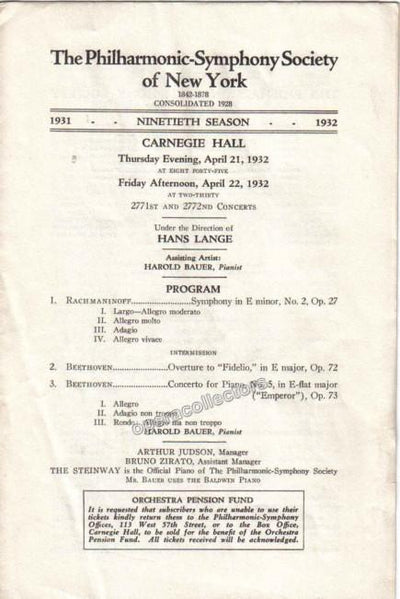 The Philharmonic-Symphony Society
of New York
1842-1878
CONSOLIDATED 1928
1931 - - NINETIETH SEASON - - 1932
CARNEGIE HALL
Thursday Evening, April 21, 1932
AT EIGHT FORTY-FIVE
Friday Afternoon, April 22, 1932
AT TWO-THIRTY
2771ST AND 2772ND CONCERTS
Under the Direction of
HANS LANGE
Assisting Artist:
HAROLD BAUER, Pianist
PROGRAM
1. RACHMANINOFF..........................Symphony in E minor, No. 2, Op. 27
I. Largo—Allegro moderato
II. Allegro molto
III. Adagio
IV. Allegro vivace
INTERMISSION
2. BEETHOVEN..................Overture to "Fidelio," in E major, Op. 72
3. BEETHOVEN..................Concerto for Piano, No. 5, in E-flat major
("Emperor"), Op. 73
I. Allegro
II. Adagio non troppo
III. Rondo: Allegro ma non troppo
HAROLD BAUER, Pianist
operacollectors
ARTHUR JUDSON, Manager
BRUNO ZIRATO, Assistant Manager
THE STEINWAY is the Official Piano of The Philharmonic-Symphony Society
MR. BAUER USES THE BALDWIN PIANO
ORCHESTRA PENSION FUND
It is requested that subscribers who are unable to use their
tickets kindly return them to the Philharmonic-Symphony
Offices, 113 West 57th Street, or to the Box Office,
Carnegie Hall, to be sold for the benefit of the Orchestra
Pension Fund. All tickets received will be acknowledged.